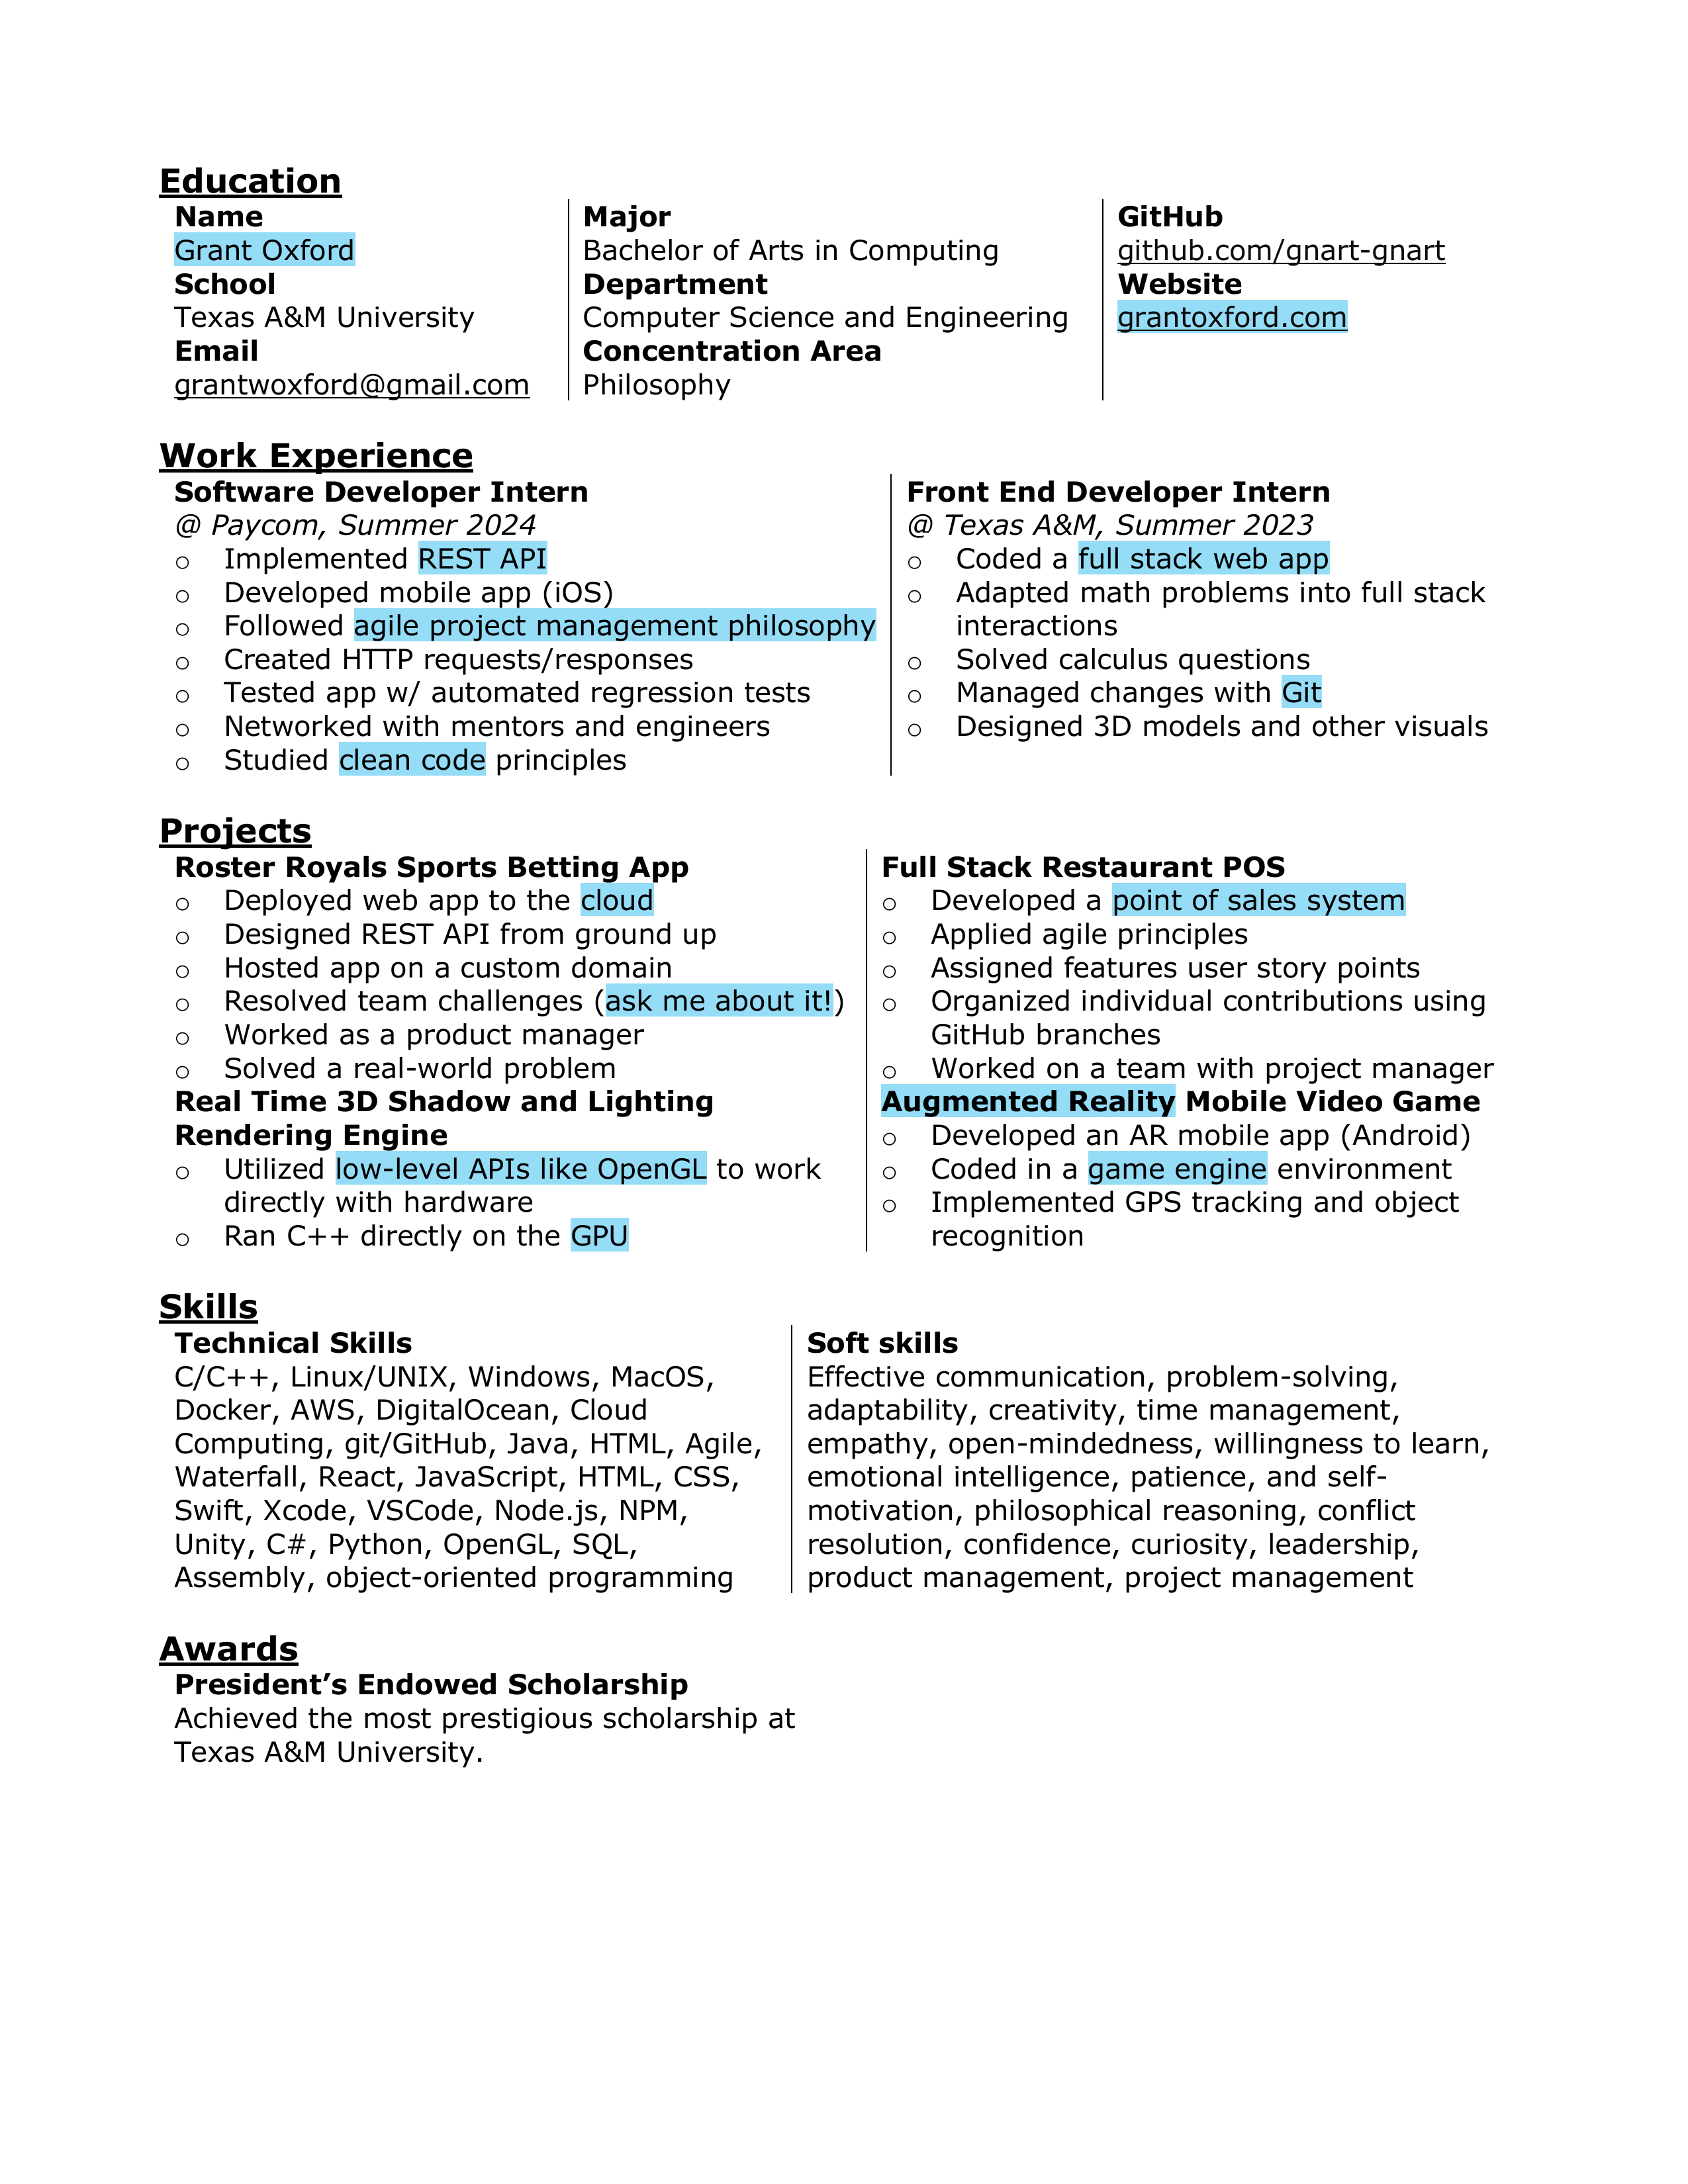 Education
Name
Grant Oxford
School
Texas A&M University
Email
grantwoxford@gmail.com
Major
Bachelor of Arts in Computing
Department
Computer Science and Engineering
Concentration Area
Philosophy
GitHub
github.com/gnart-gnart
Website
grantoxford.com
Work Experience
Software Developer Intern
@ Paycom, Summer 2024
○ Implemented REST API
○ Developed mobile app (iOS)
○ Followed agile project management philosophy
○ Created HTTP requests/responses
○ Tested app w/ automated regression tests
○ Networked with mentors and engineers
○ Studied clean code principles
Front End Developer Intern
@ Texas A&M, Summer 2023
○ Coded a full stack web app
○ Adapted math problems into full stack
interactions
○ Solved calculus questions
○ Managed changes with Git
○ Designed 3D models and other visuals
Projects
Roster Royals Sports Betting App
○ Deployed web app to the cloud
○ Designed REST API from ground up
○ Hosted app on a custom domain
○ Resolved team challenges (ask me about it!)
○ Worked as a product manager
○ Solved a real-world problem
Real Time 3D Shadow and Lighting
Rendering Engine
○ Utilized low-level APIs like OpenGL to work
directly with hardware
○ Ran C++ directly on the GPU
Full Stack Restaurant POS
○ Developed a point of sales system
○ Applied agile principles
○ Assigned features user story points
○ Organized individual contributions using
GitHub branches
○ Worked on a team with project manager
Augmented Reality Mobile Video Game
○ Developed an AR mobile app (Android)
○ Coded in a game engine environment
○ Implemented GPS tracking and object
recognition
Skills
Technical Skills
C/C++, Linux/UNIX, Windows, MacOS,
Docker, AWS, DigitalOcean, Cloud
Computing, git/GitHub, Java, HTML, Agile,
Waterfall, React, JavaScript, HTML, CSS,
Swift, Xcode, VSCode, Node.js, NPM,
Unity, C#, Python, OpenGL, SQL,
Assembly, object-oriented programming
Soft skills
Effective communication, problem-solving,
adaptability, creativity, time management,
empathy, open-mindedness, willingness to learn,
emotional intelligence, patience, and self-
motivation, philosophical reasoning, conflict
resolution, confidence, curiosity, leadership,
product management, project management
Awards
President’s Endowed Scholarship
Achieved the most prestigious scholarship at
Texas A&M University.